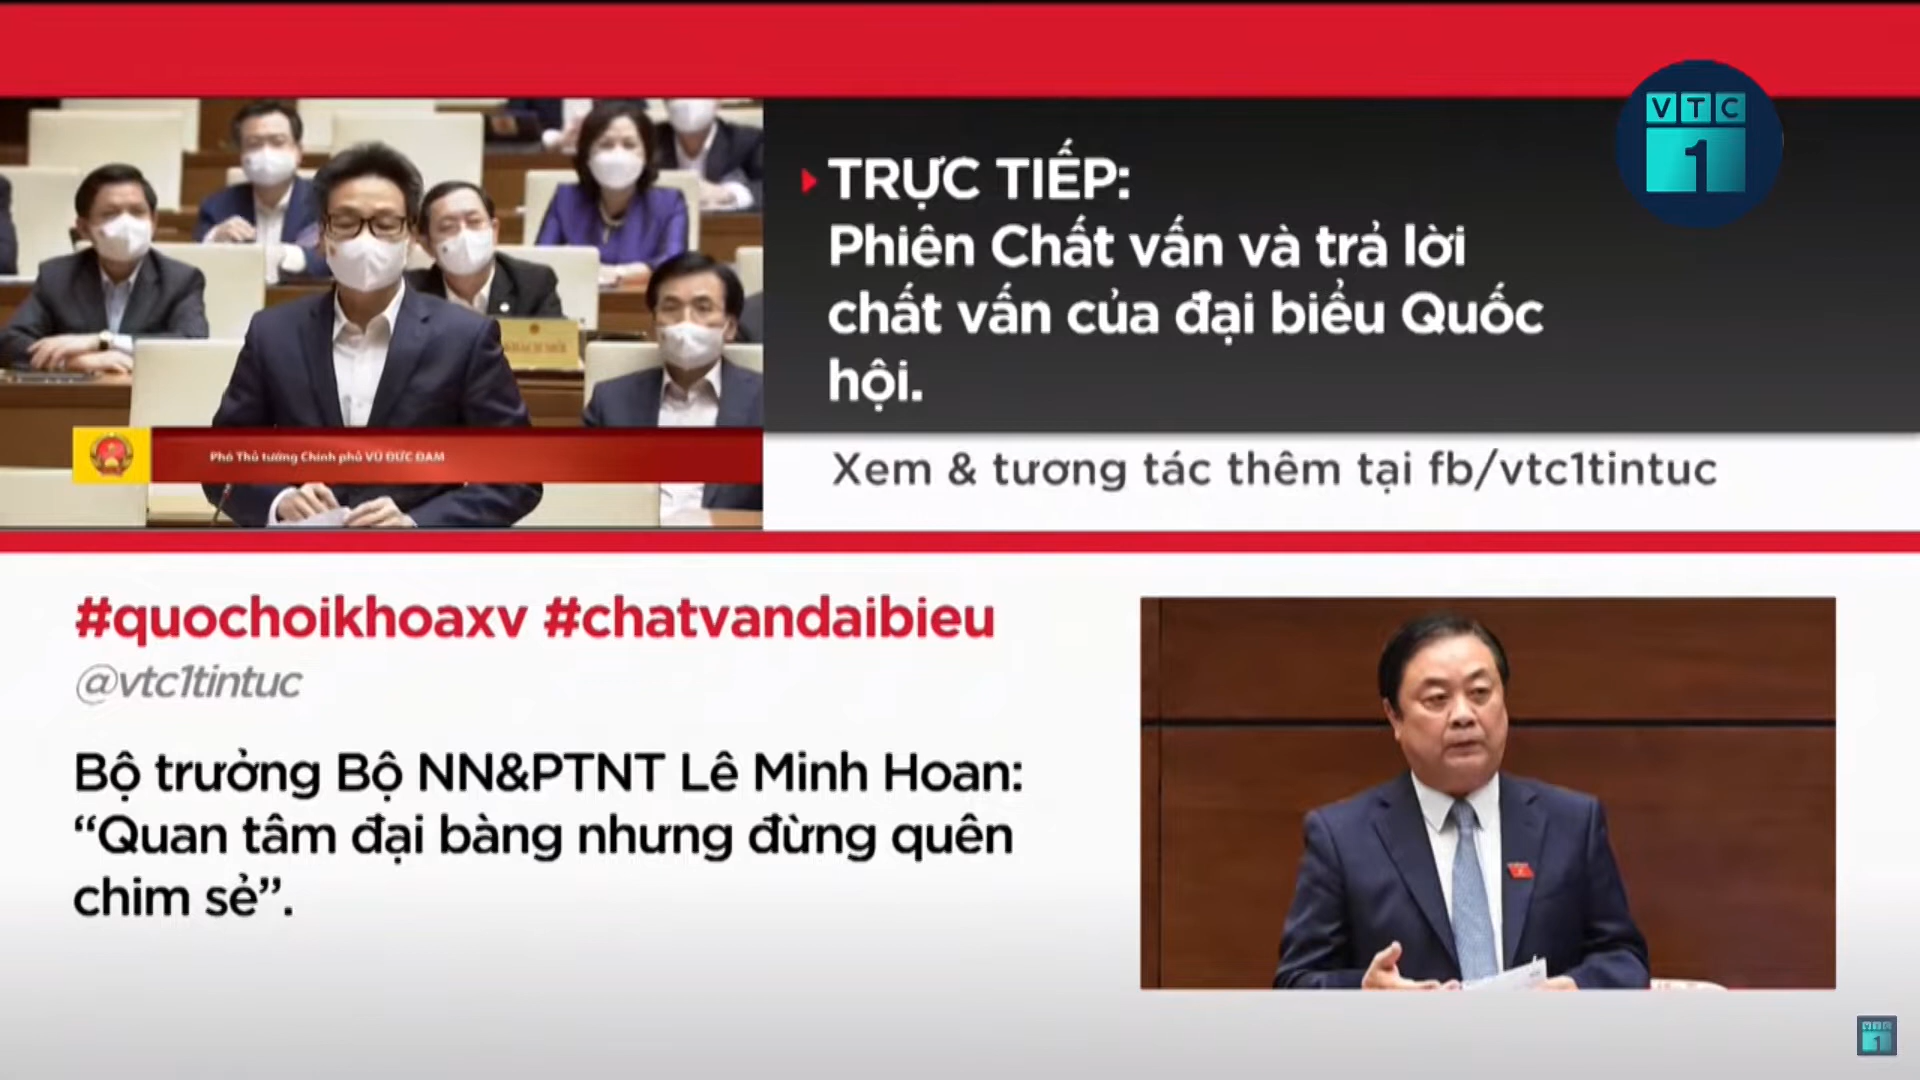 VTC
1
TRỰC TIẾP:
Phiên Chất vấn và trả lời
chất vấn của đại biểu Quốc
hội.
Phó Thủ tướng Chính phủ VŨ ĐỨC ĐAM
Xem & tương tác thêm tại fb/vtc1tintuc
#quochoikhoaxv #chatvandaibieu
@vtc1tintuc
Bộ trưởng Bộ NN&PTNT Lê Minh Hoan:
“Quan tâm đại bàng nhưng đừng quên
chim sẻ”.
VTC
1